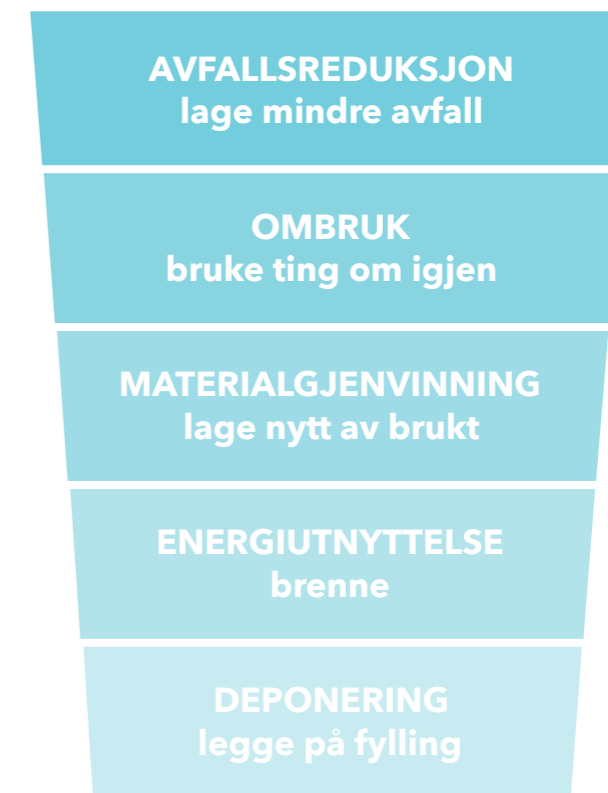 AVFALLSREDUKSJON
lage mindre avfall
OMBRUK
bruke ting om igjen
MATERIALGJENVINNING
lage nytt av brukt
ENERGIUTNYTTELSE
brenne
DEPONERING
legge på fylling